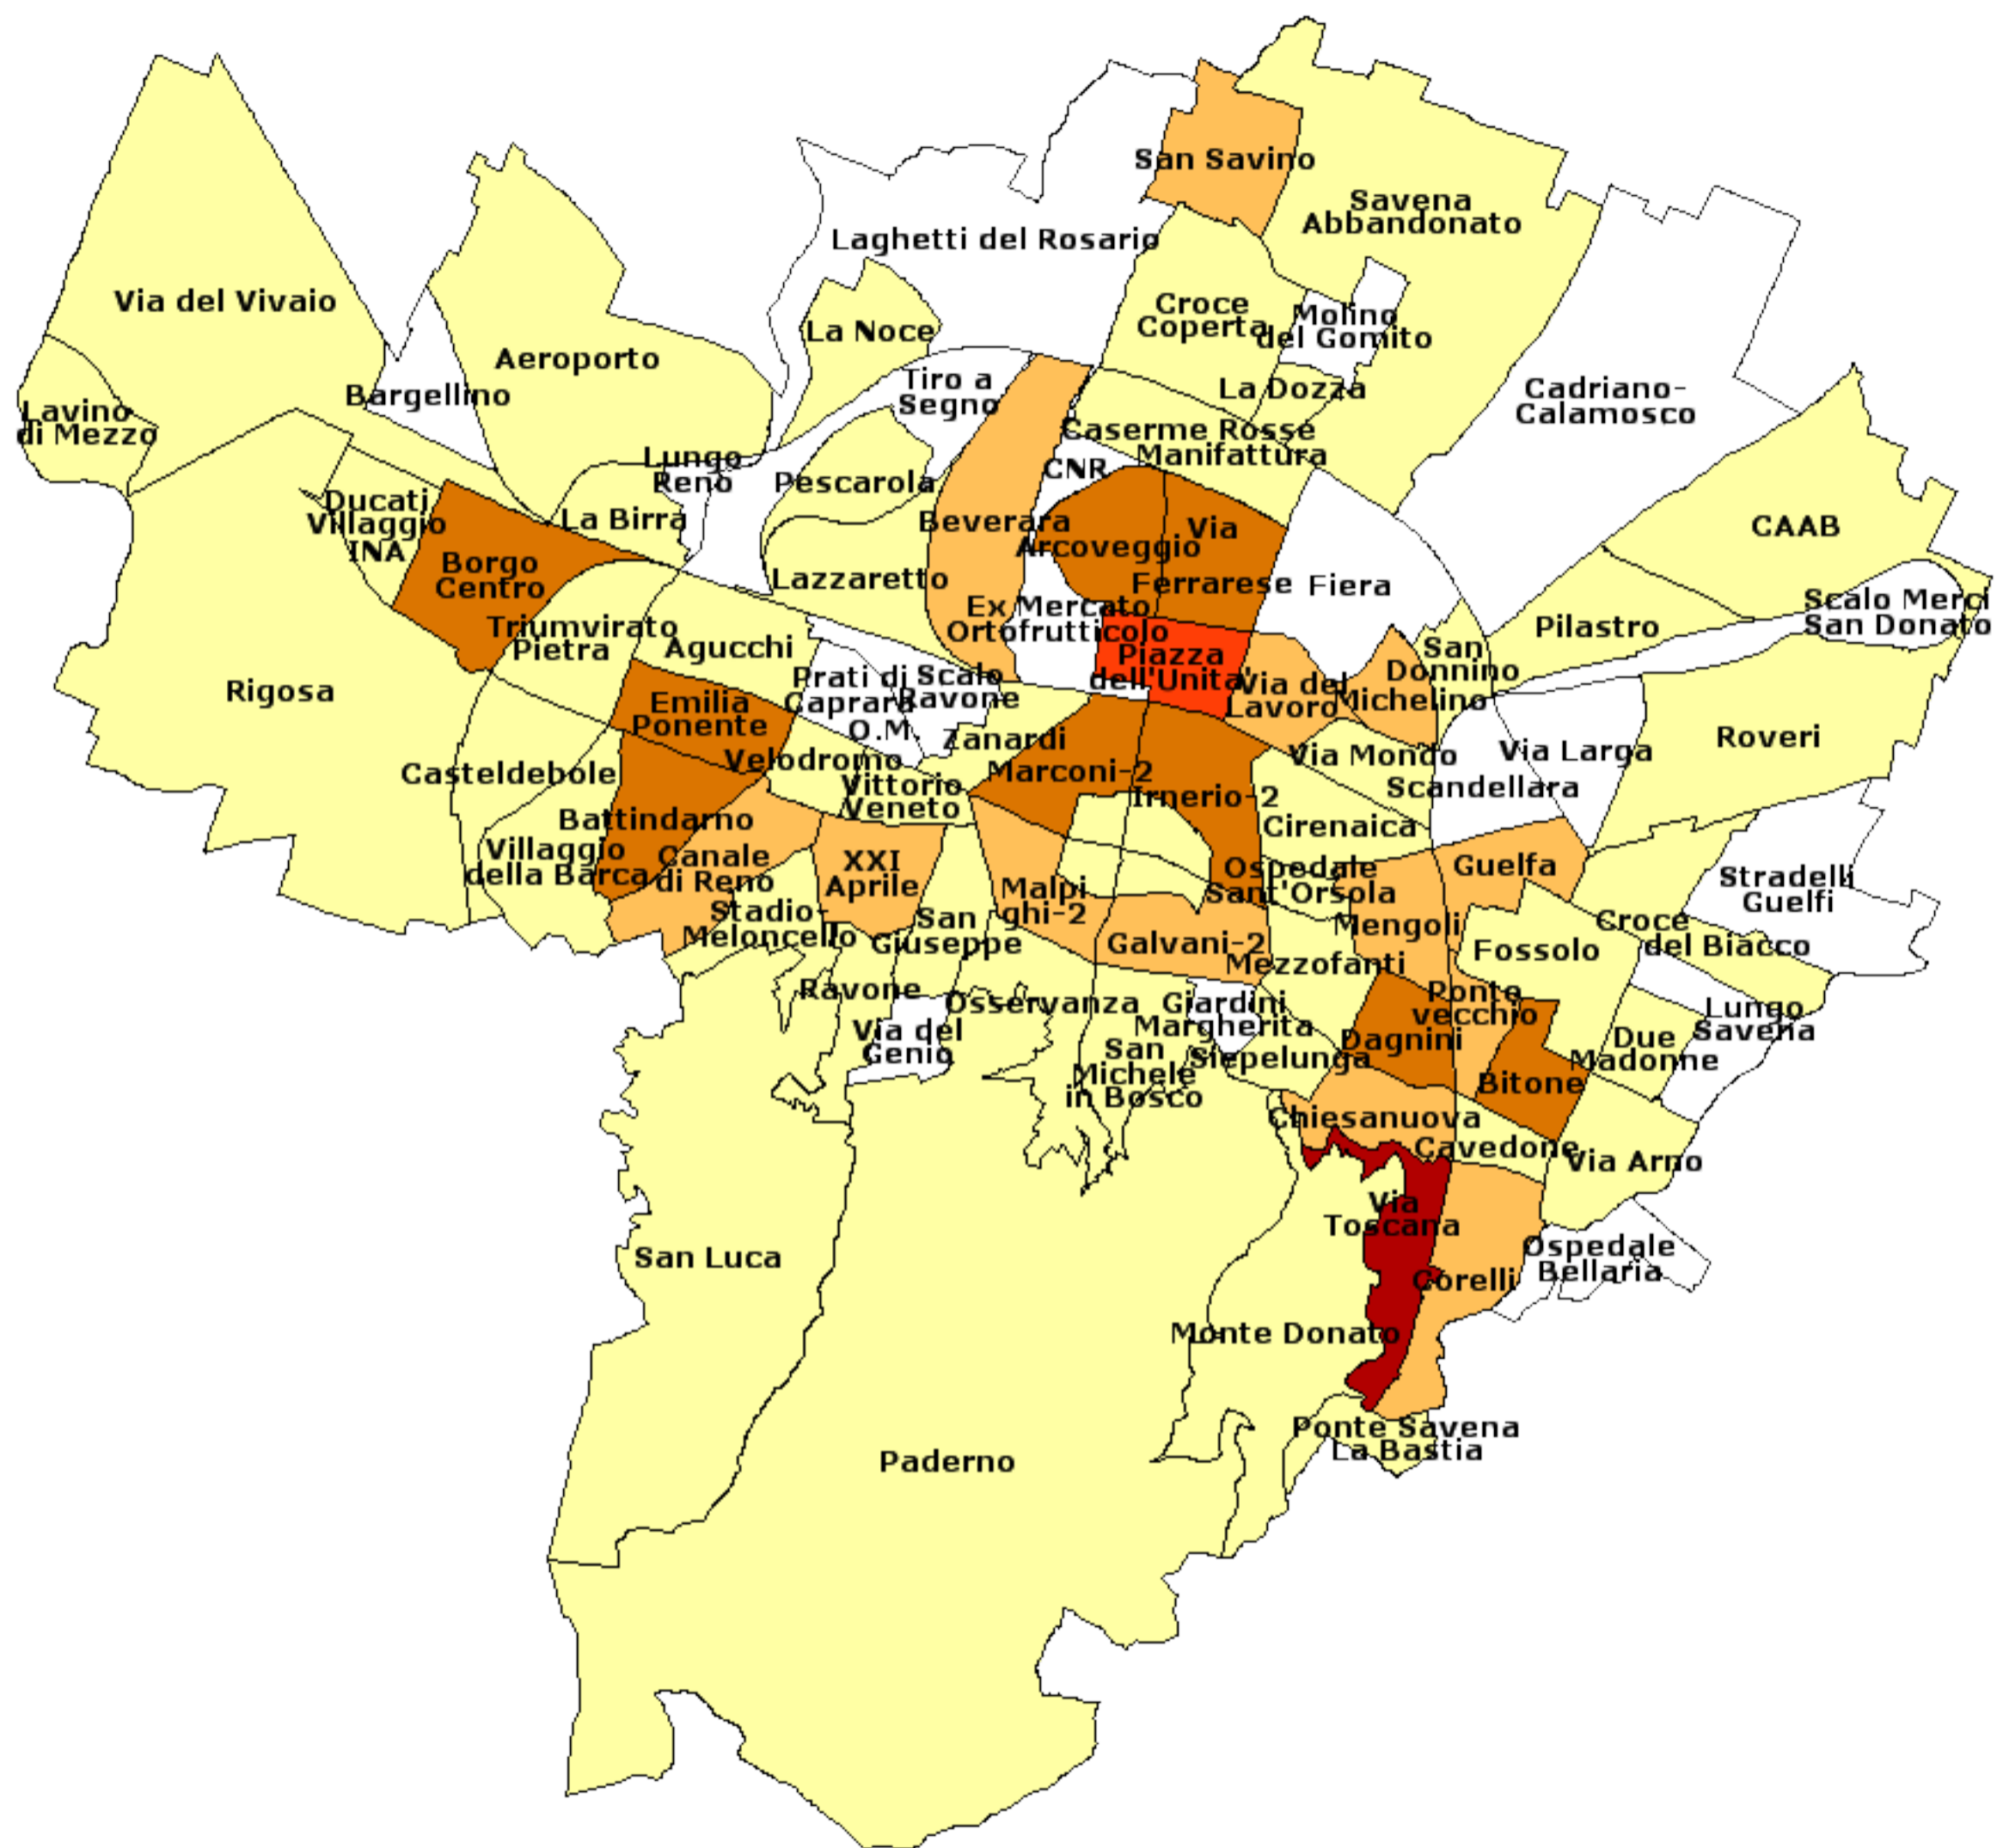 San Savino
Savena
Abbandonato
Laghetti del Rosario
Via del Vivaio
Croce
Coperta
Molino
del Gomito
La Noce
Aeroporto
Bargellino
Tiro a
Segno
La Dozza
Cadriano-
Calamosco
Lavino
di Mezzo
Caserme Rosse
Manifattura
Lungo
Reno
CNR
Pescarola
Ducati
Villaggio
INA
La Birra
Beverara
Arcoveggio
Via
Ferrarese
CAAB
Borgo
Centro
Lazzaretto
Fiera
Ex Mercato
Ortofrutticolo
Scalo Merci
San Donato
Triumvirato
Pietra
Agucchi
Pilastro
Piazza
dell'Unita'
San
Donnino
Rigosa
Prati di
Caprara
O.M.
Scalo
Ravone
Via del
Lavoro
Michelino
Emilia
Ponente
Zanardi
Via Mondo
Via Larga
Roveri
Casteldebole
Velodromo
Vittorio
Veneto
Marconi-2
Irnerio-2
Scandellara
Battindarno
Cirenaica
Villaggio
della Barca
Canale
di Reno
XXI
Aprile
Malpi
ghi-2
Ospedale
Sant'Orsola
Guelfa
Stradelli
Guelfi
Stadio-
Meloncello
San
Giuseppe
Galvani-2
Mengoli
Fossolo
Croce
del Biacco
Mezzofanti
Ravone
Osservanza
Giardini
Margherita
Ponte
vecchio
Lungo
Savena
Via del
Genio
San
Michele
in Bosco
Siepelunga
Dagnini
Due
Madonne
Bitone
Chiesanuova
Cavedone
Via Arno
Via
Toscana
San Luca
Corelli
Ospedale
Bellaria
Monte Donato
Ponte Savena
La Bastia
Paderno